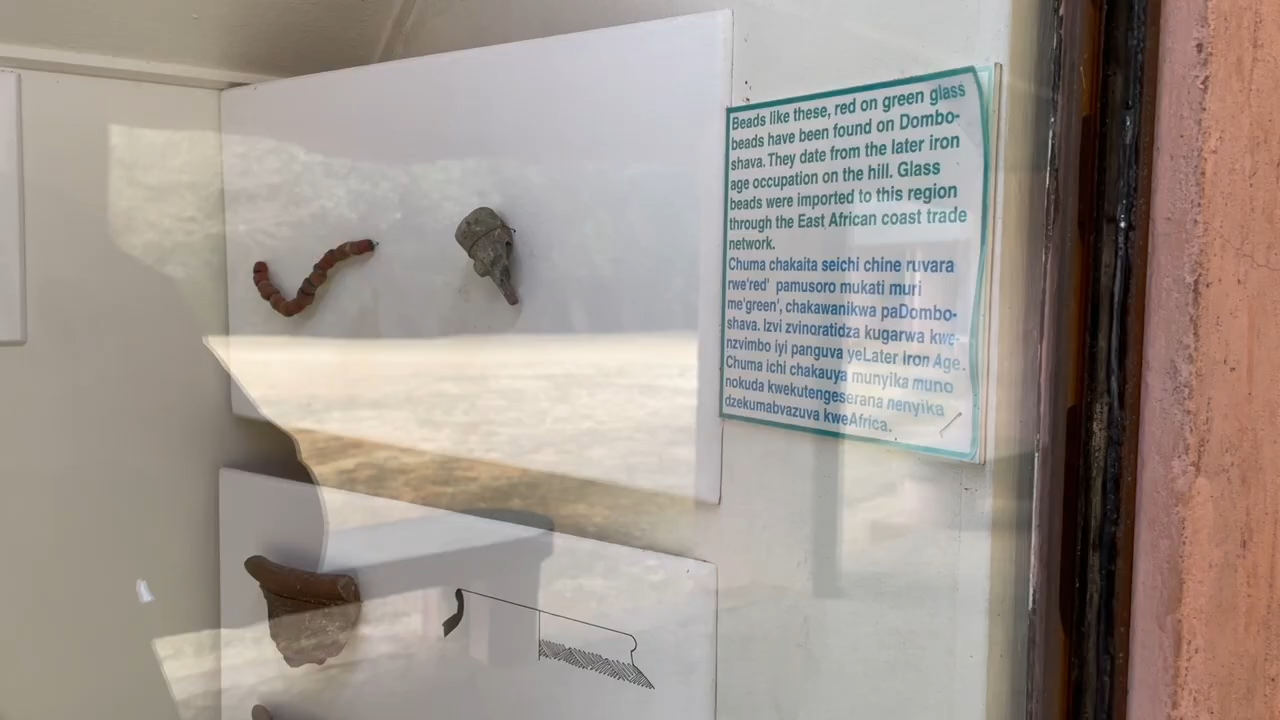 Beads like these, red on green glass
beads have been found on Dombo-
shava. They date from the later iron
age occupation on the hill. Glass
beads were imported to this region
through the East African coast trade
network.
Chuma chakaita seichi chine ruvara
rwe'red' pamusoro mukati muri
me'green', chakawanikwa paDombo-
shava. Izvi zvinoratidza kugarwa kwe-
nzvimbo iyi panguva yeLater Iron Age.
Chuma ichi chakauya munyika muno
nokuda kwekutengeserana nenyika
dzekumabvazuva kweAfrica.